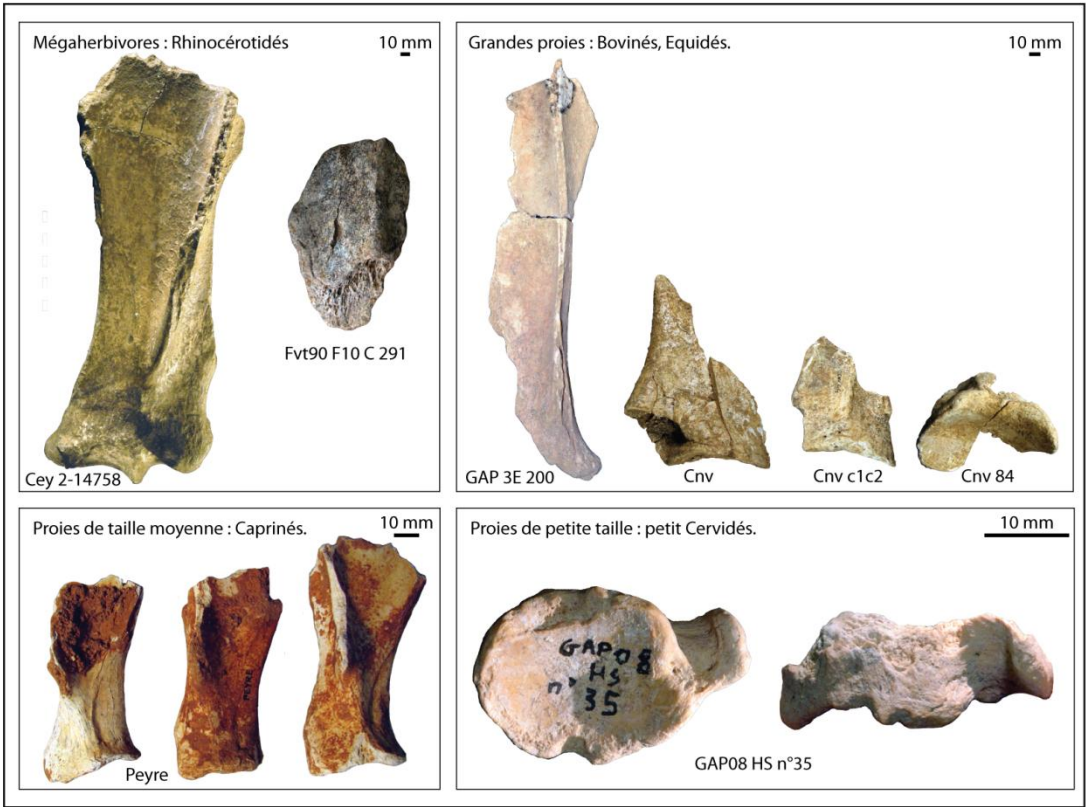 Mégaherbivores : Rhinocérotidés
10 mm
Fvt90 F10 C 291
Cey 2-14758
Grandes proies : Bovinés, Equidés.
10 mm
GAP 3E 200
Cnv
Cnv c1c2
Cnv 84
Proies de taille moyenne : Caprinés.
10 mm
PEYRE
Peyre
Proies de petite taille : petit Cervidés.
10 mm
GAP08
HS
n°
35
GAP08 HS n°35